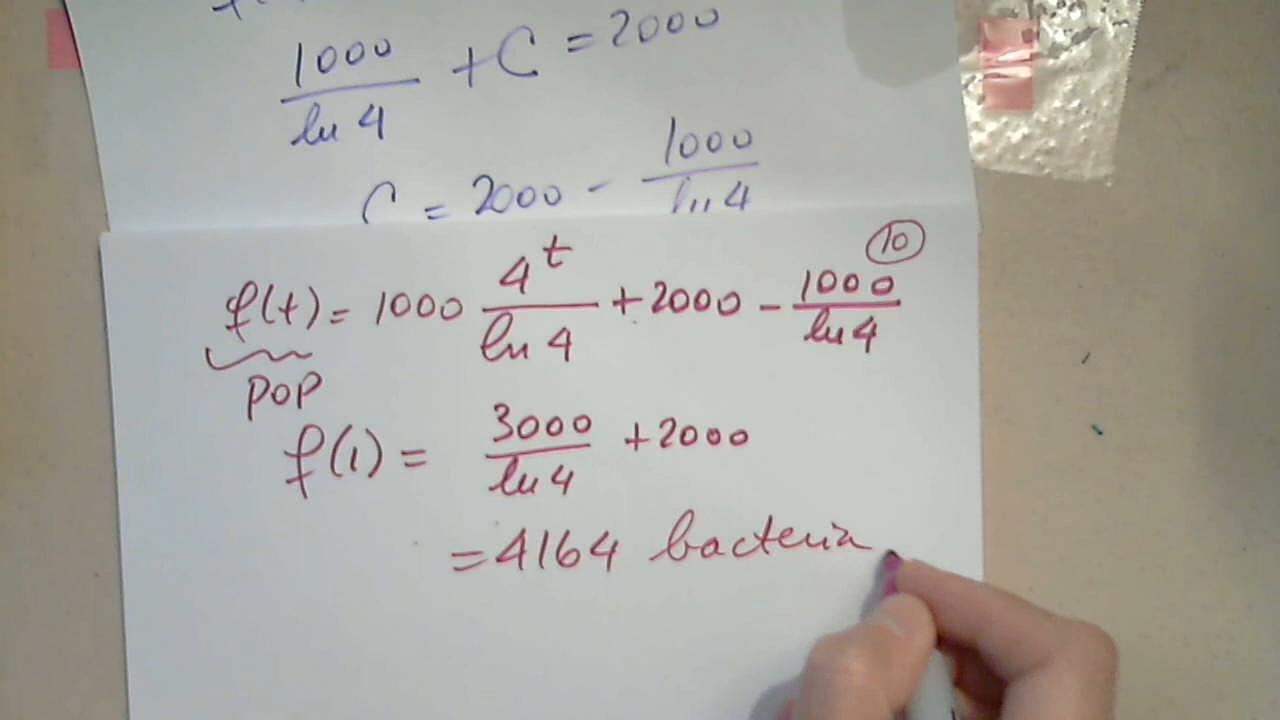 1000/ln 4 + C = 2000
C = 2000 - 1000/ln 4
10
f(t) = 1000 4^t/ln 4 + 2000 - 1000/ln 4
pop
f(1) = 3000/ln 4 + 2000
= 4164 bacteria